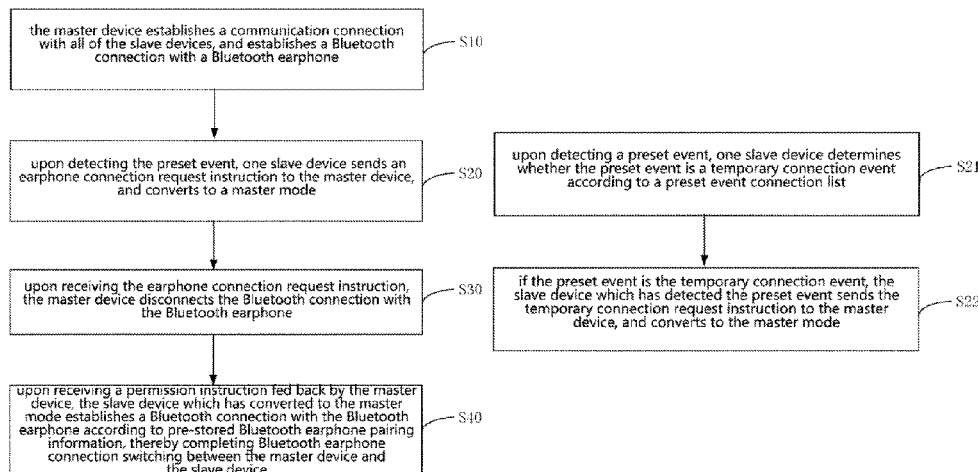 the master device establishes a communication connection
with all of the slave devices, and establishes a Bluetooth
connection with a Bluetooth earphone
S10
upon detecting the preset event, one slave device sends an
earphone connection request instruction to the master device,
and converts to a master mode
S20
upon receiving the earphone connection request instruction,
the master device disconnects the Bluetooth connection with
the Bluetooth earphone
S30
upon receiving a permission instruction fed back by the master
device, the slave device which has converted to the master
mode establishes a Bluetooth connection with the Bluetooth
earphone according to pre-stored Bluetooth earphone pairing
information, thereby completing Bluetooth earphone
connection switching between the master device and
the slave device
S40
upon detecting a preset event, one slave device determines
whether the preset event is a temporary connection event
according to a preset event connection list
S21
if the preset event is the temporary connection event, the
slave device which has detected the preset event sends the
temporary connection request instruction to the master
device, and converts to the master mode
S22